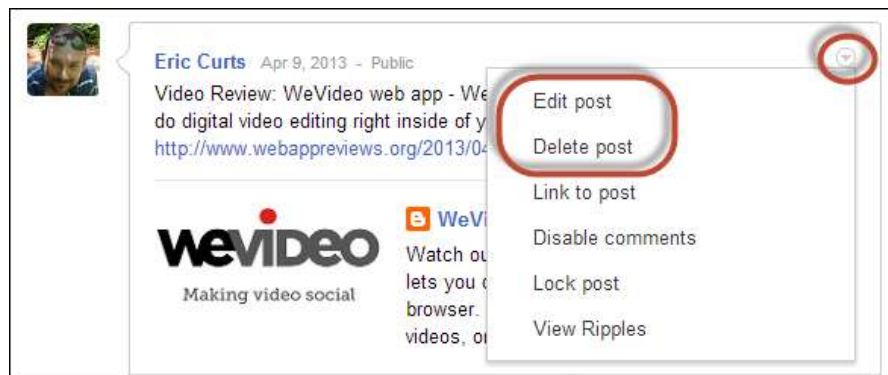 Eric Curts Apr 9, 2013 - Public
Video Review: WeVideo web app - We
do digital video editing right inside of y
http://www.webappreviews.org/2013/04
Edit post
Delete post
Link to post
Disable comments
Lock post
View Ripples
WEVIDEO
Making video social
WeVi
Watch ou
lets you
browser.
videos, or